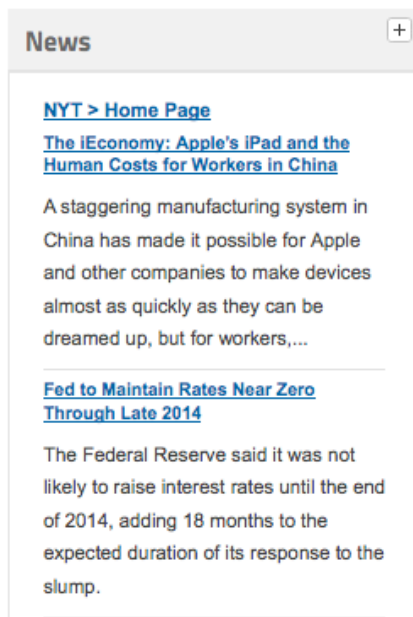 News
+
NYT > Home Page
The iEconomy: Apple's iPad and the
Human Costs for Workers in China
A staggering manufacturing system in
China has made it possible for Apple
and other companies to make devices
almost as quickly as they can be
dreamed up, but for workers,...
Fed to Maintain Rates Near Zero
Through Late 2014
The Federal Reserve said it was not
likely to raise interest rates until the end
of 2014, adding 18 months to the
expected duration of its response to the
slump.